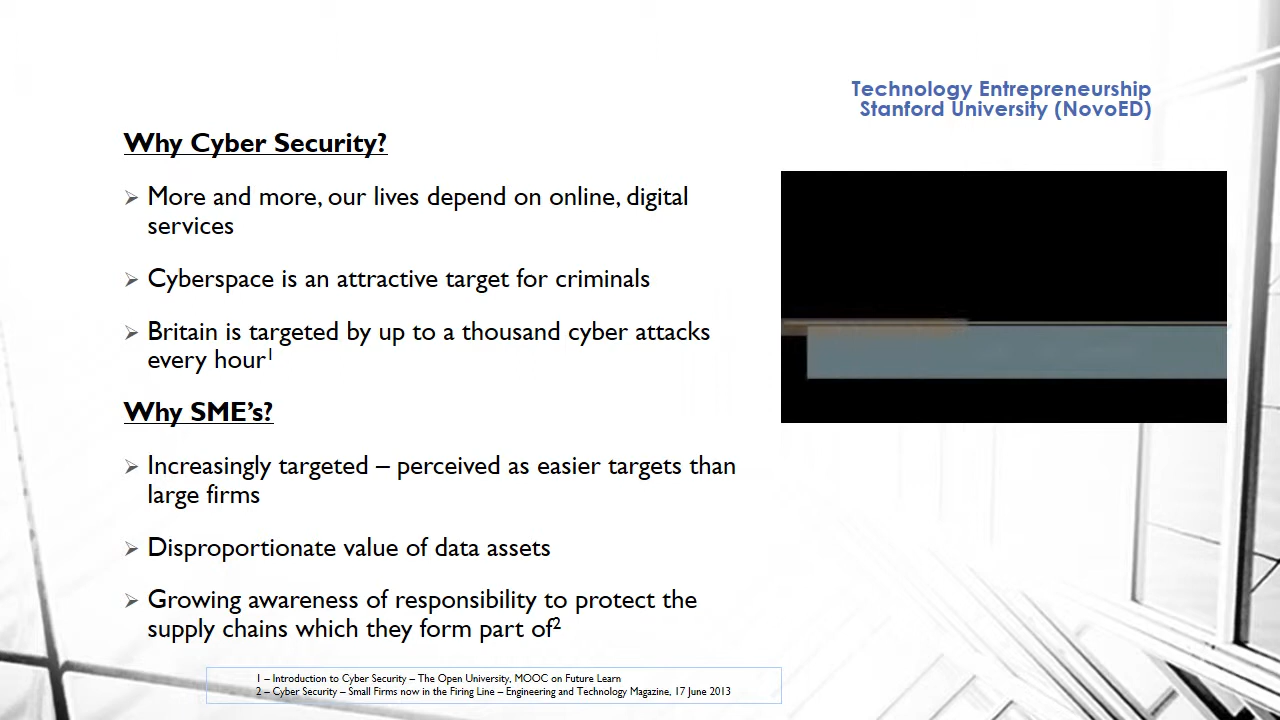 Technology Entrepreneurship
Stanford University (NovoED)
Why Cyber Security?
➢ More and more, our lives depend on online, digital
services
➢ Cyberspace is an attractive target for criminals
➢ Britain is targeted by up to a thousand cyber attacks
every hour¹
Why SME’s?
➢ Increasingly targeted – perceived as easier targets than
large firms
➢ Disproportionate value of data assets
➢ Growing awareness of responsibility to protect the
supply chains which they form part of²
1 – Introduction to Cyber Security – The Open University, MOOC on Future Learn
2 – Cyber Security – Small Firms now in the Firing Line – Engineering and Technology Magazine, 17 June 2013